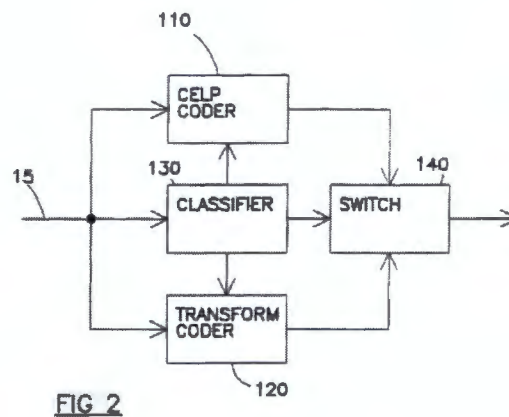 110
CELP
CODER
15
130
CLASSIFIER
140
SWITCH
TRANSFORM
CODER
120
FIG 2